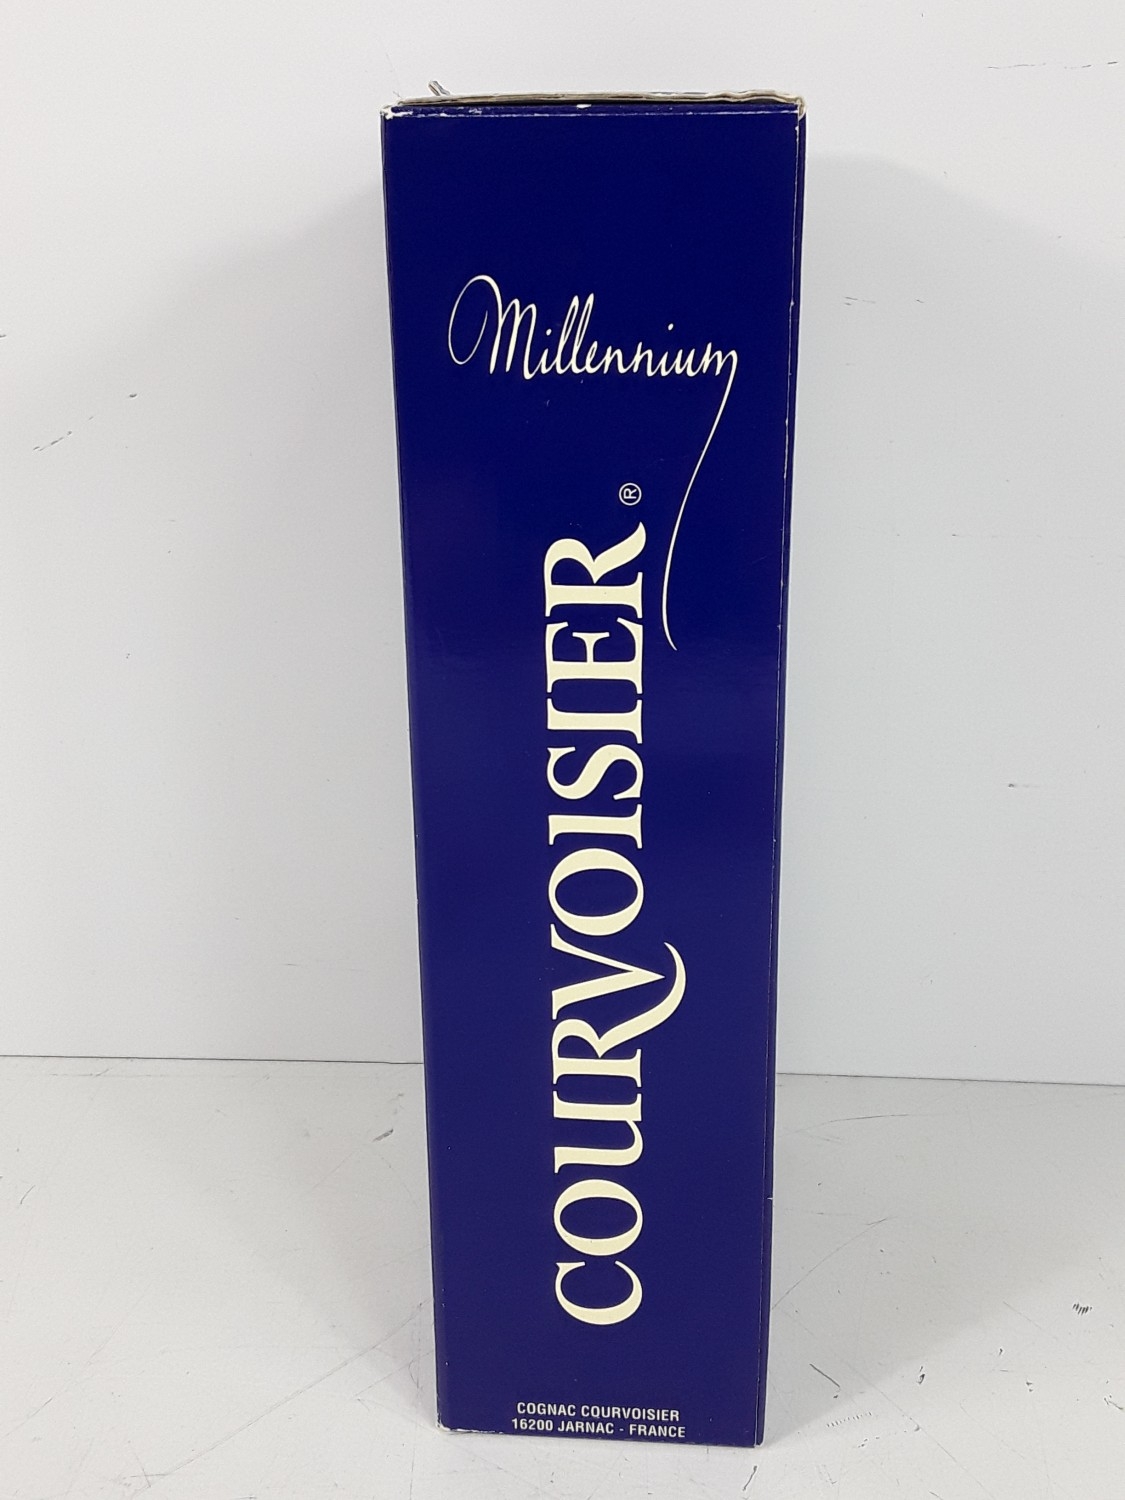 Millennium
COURVOISIER®
COGNAC COURVOISIER
16200 JARNAC - FRANCE